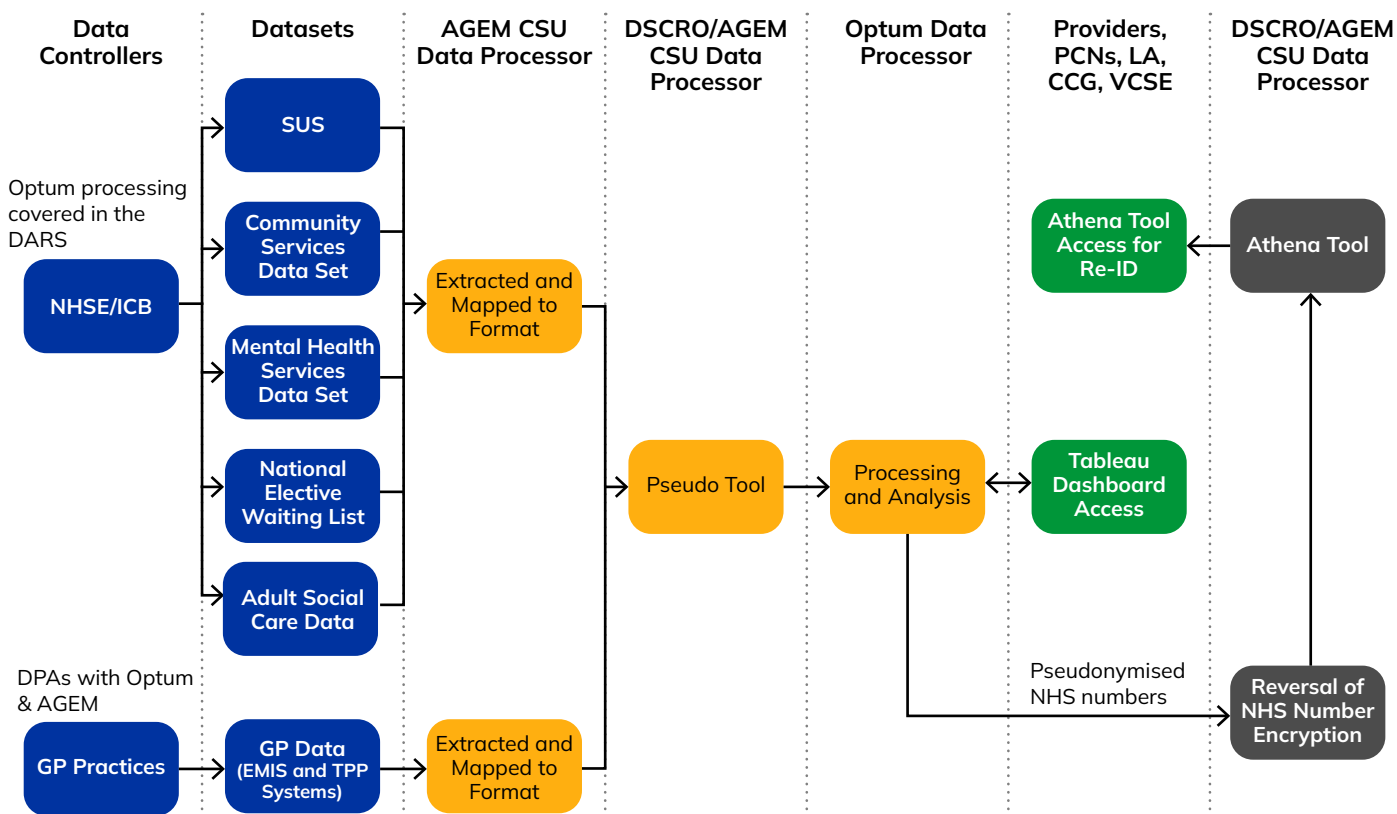 Data
Controllers
Datasets
AGEM CSU
Data Processor
DSCRO/AGEM
CSU Data
Processor
Optum Data
Processor
Providers,
PCNs, LA,
CCG, VCSE
DSCRO/AGEM
CSU Data
Processor
Optum processing
covered in the
DARS
NHSE/ICB
SUS
Community
Services
Data Set
Mental Health
Services
Data Set
National
Elective
Waiting List
Adult Social
Care Data
Extracted and
Mapped to
Format
Pseudo Tool
Processing
and Analysis
Athena Tool
Access for
Re-ID
Athena Tool
Tableau
Dashboard
Access
DPAs with Optum
& AGEM
GP Practices
GP Data
(EMIS and TPP
Systems)
Extracted and
Mapped to
Format
Pseudonymised
NHS numbers
Reversal of
NHS Number
Encryption